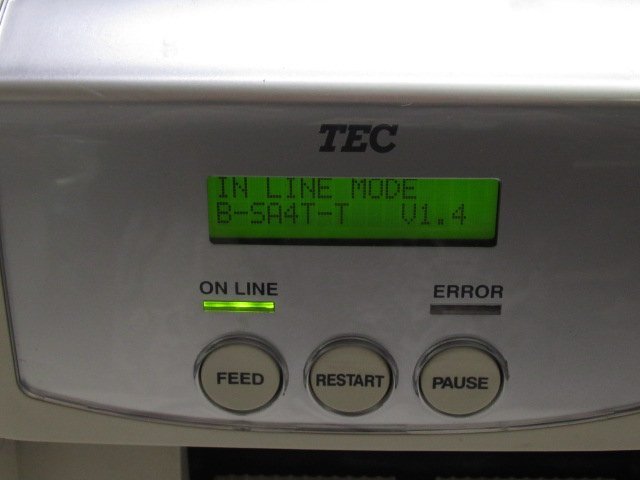 TEC
IN LINE MODE
B-SA4T-T V1.4
ON LINE
ERROR
FEED
RESTART
PAUSE